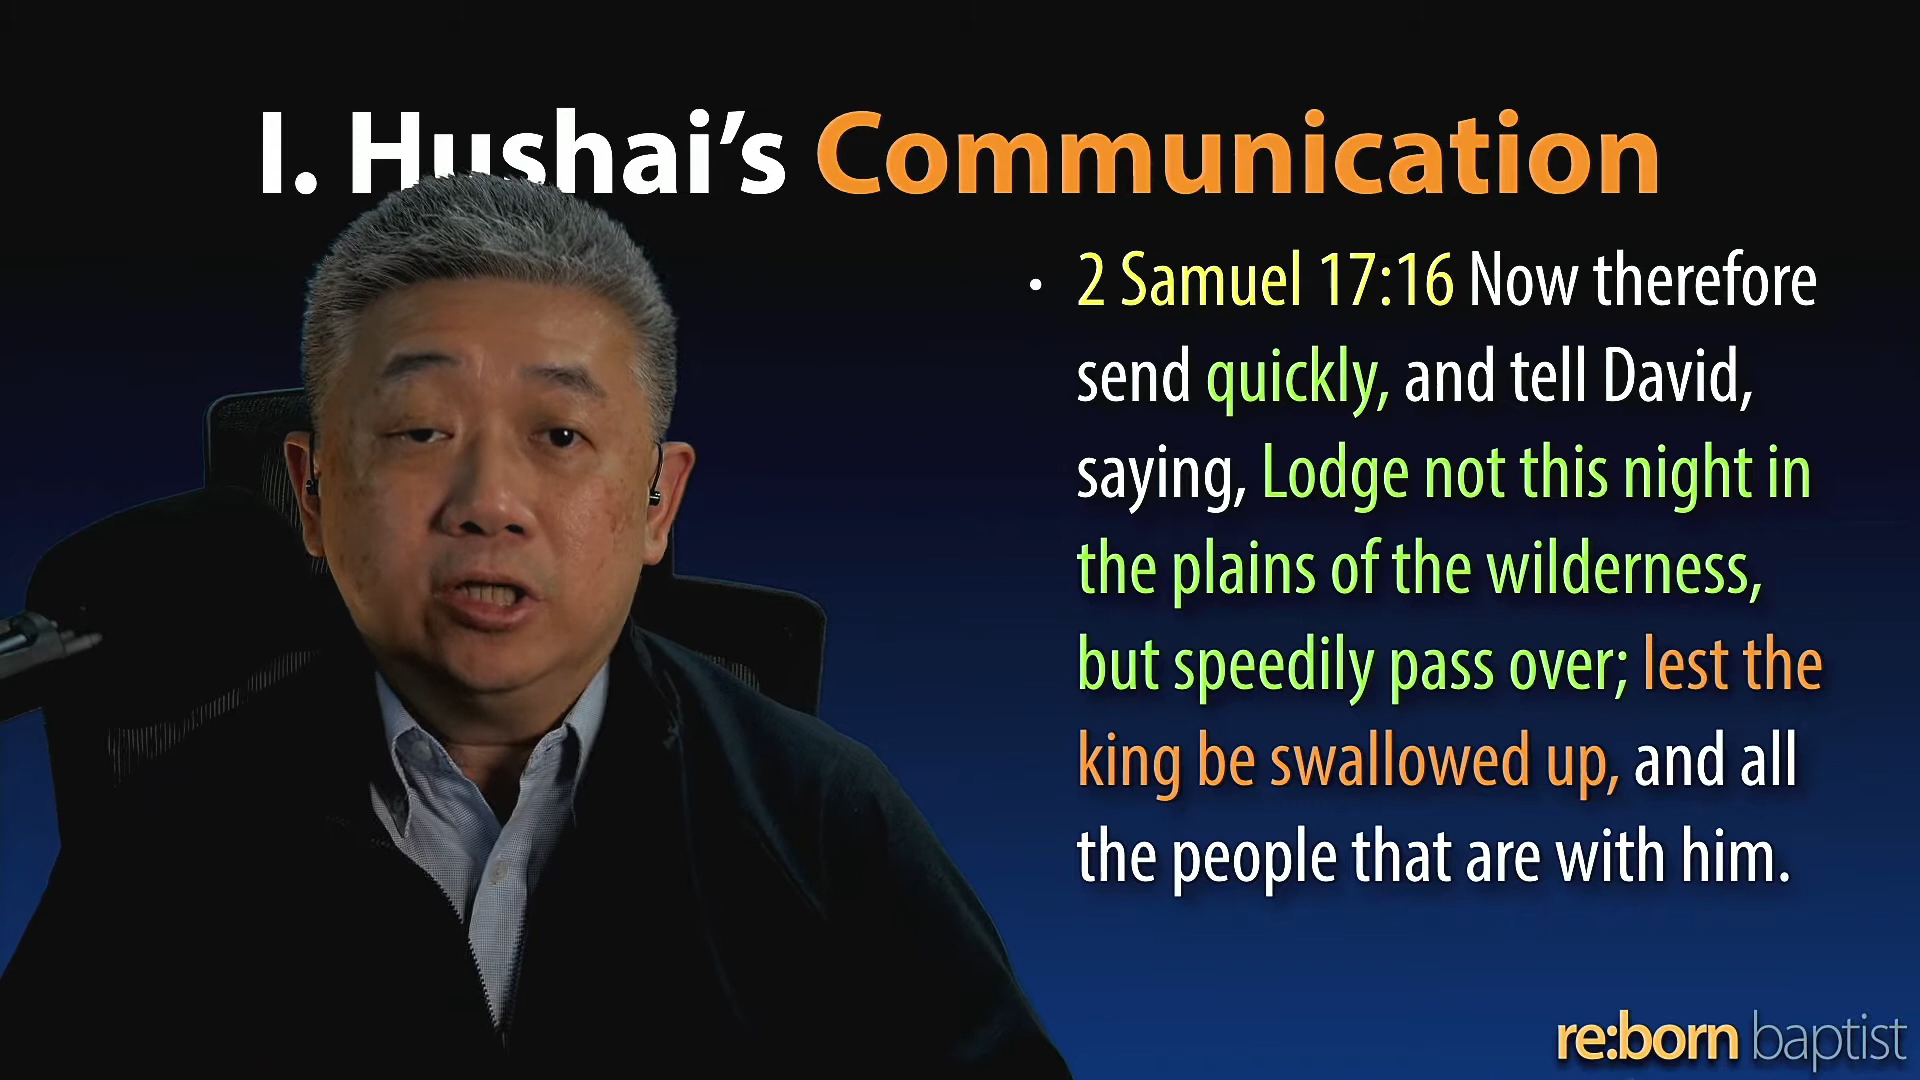 I. Hushai’s Communication
• 2 Samuel 17:16 Now therefore
send quickly, and tell David,
saying, Lodge not this night in
the plains of the wilderness,
but speedily pass over; lest the
king be swallowed up, and all
the people that are with him.
re:born baptist